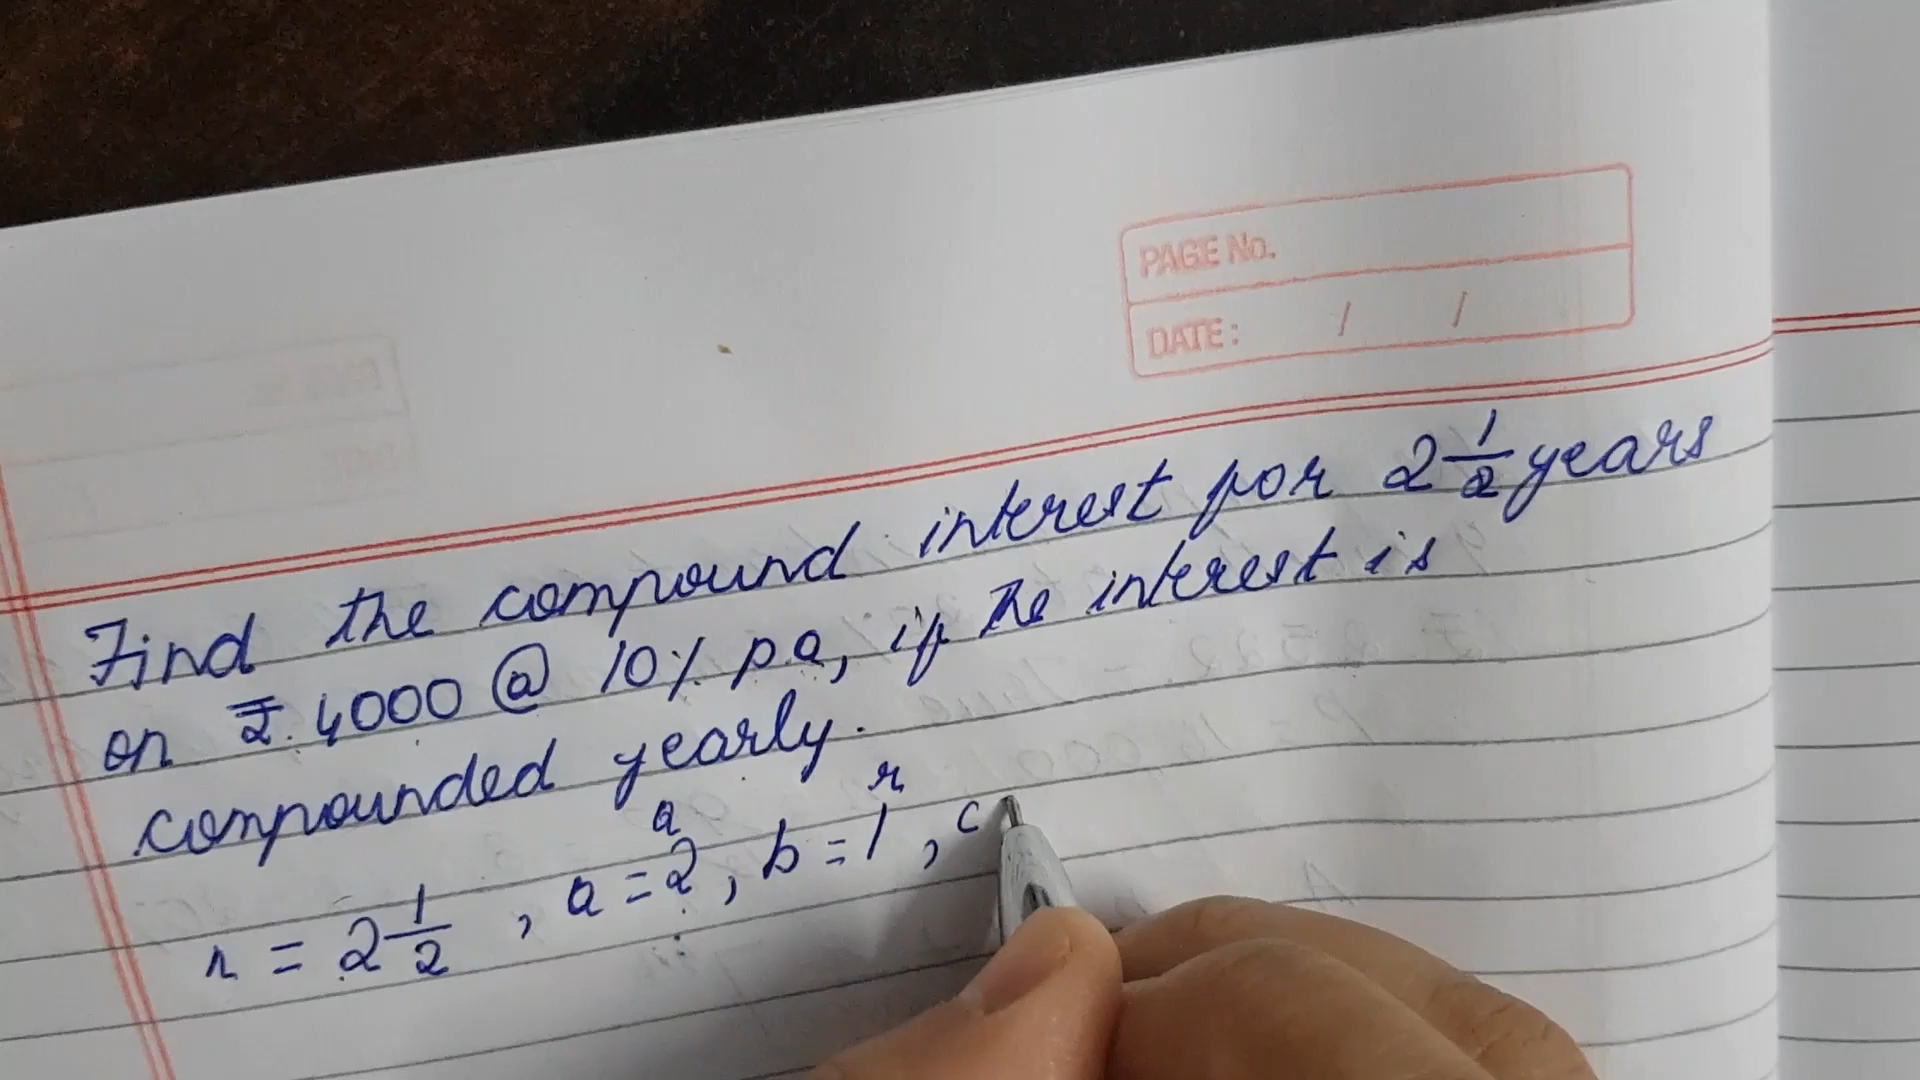 PAGE No.
DATE: / /
Find the compound interest for 2 1/2 years
on ₹. 4000 @ 10% p.a, if the interest is
compounded yearly.
n = 2 1/2 , a = 2 , b = 1 , c
a r